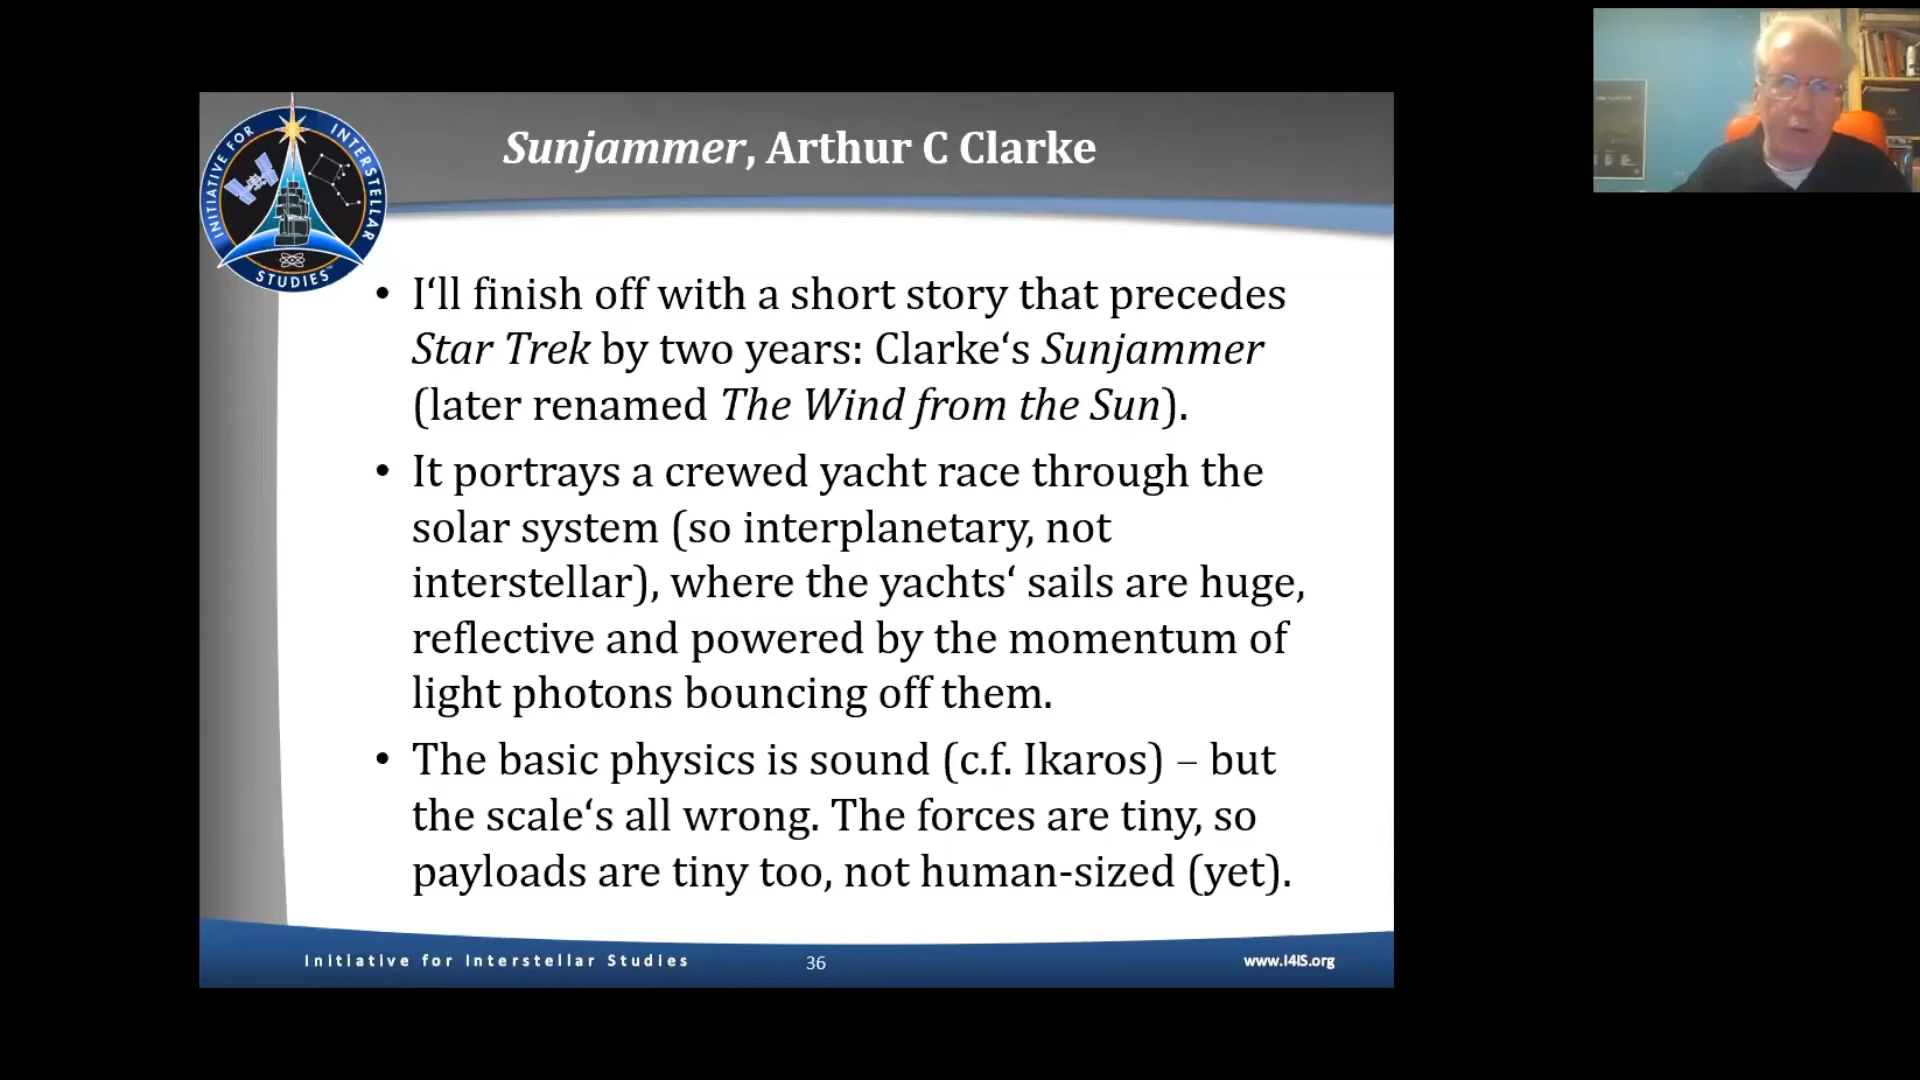 INITIATIVE FOR INTERSTELLAR STUDIES™
Sunjammer, Arthur C Clarke
• I‘ll finish off with a short story that precedes
Star Trek by two years: Clarke‘s Sunjammer
(later renamed The Wind from the Sun).
• It portrays a crewed yacht race through the
solar system (so interplanetary, not
interstellar), where the yachts‘ sails are huge,
reflective and powered by the momentum of
light photons bouncing off them.
• The basic physics is sound (c.f. Ikaros) – but
the scale‘s all wrong. The forces are tiny, so
payloads are tiny too, not human-sized (yet).
Initiative for Interstellar Studies
36
www.I4IS.org